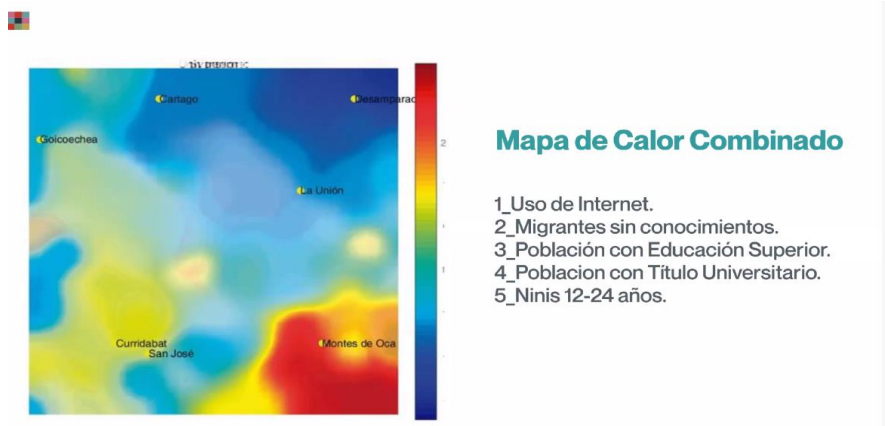 Cartago
Desamparac
Goicoechea
2
La Unión
1
Curridabat
Montes de Oca
San José
Mapa de Calor Combinado
1_Uso de Internet.
2_Migrantes sin conocimientos.
3_Población con Educación Superior.
4_Poblacion con Título Universitario.
5_Ninis 12-24 años.